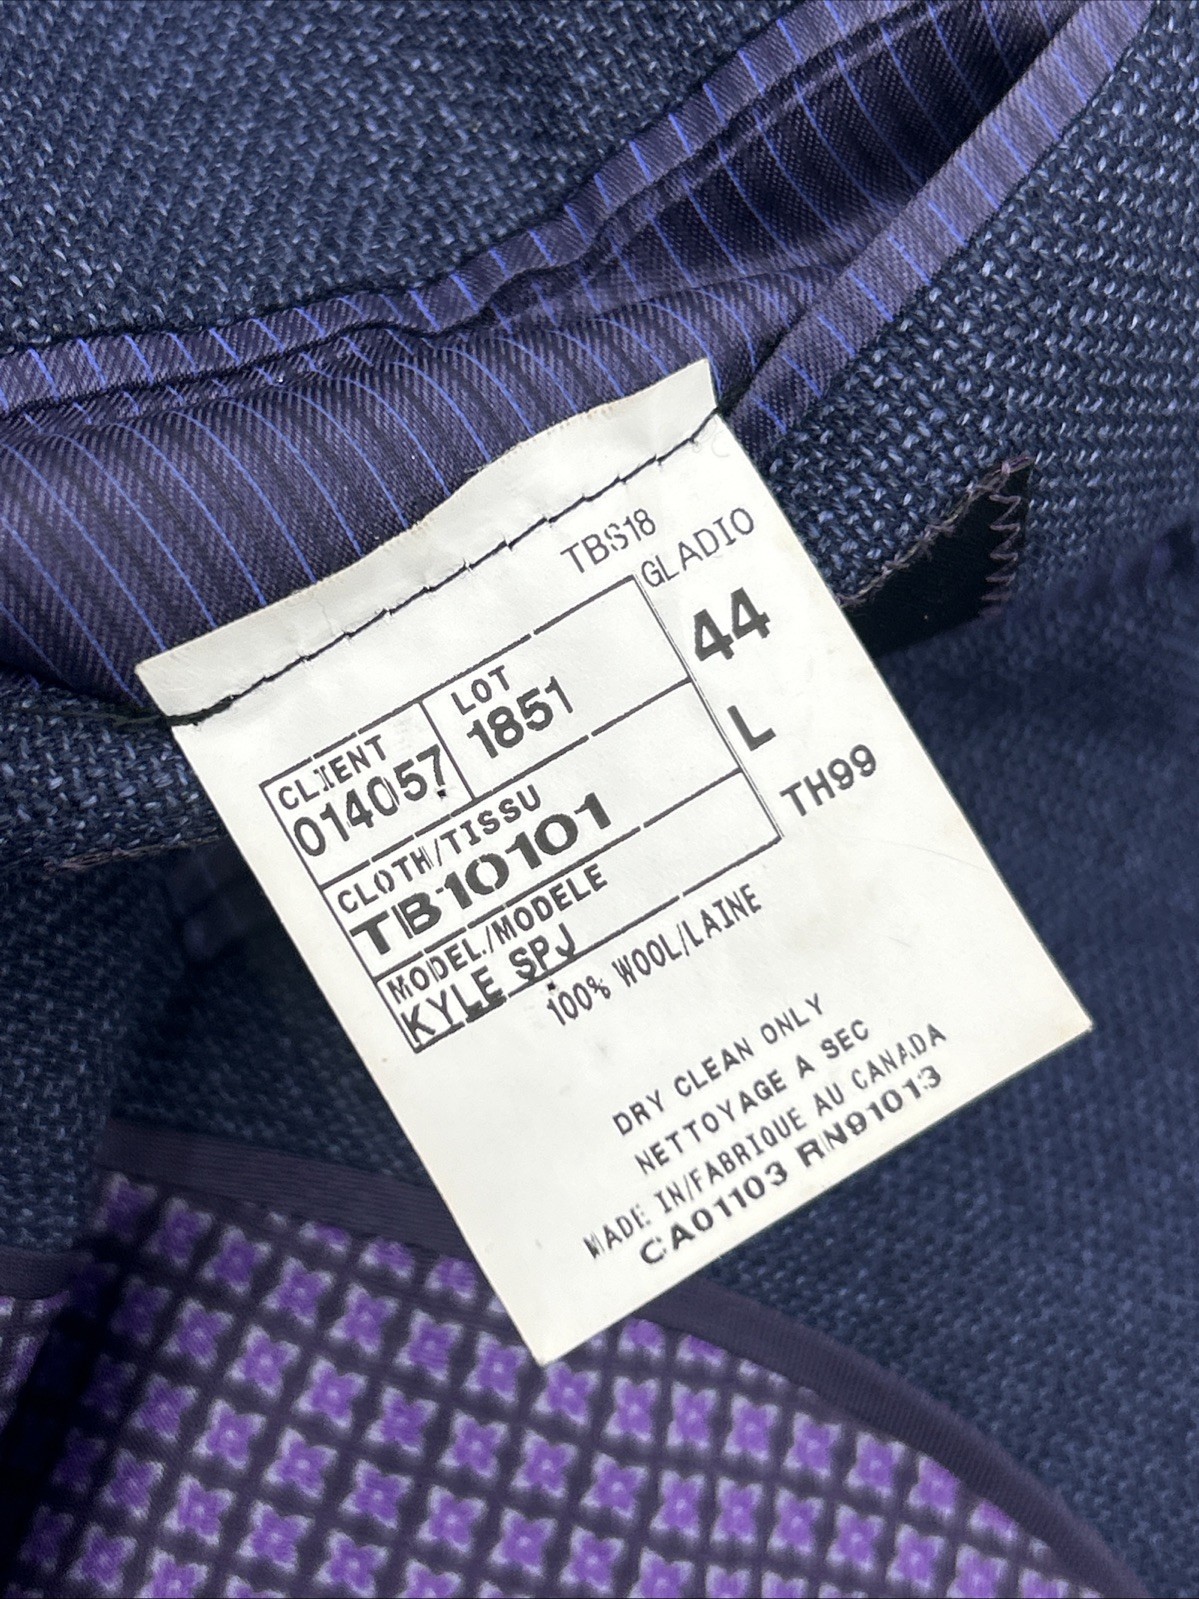 TBS18
GLADIO
44
L
TH99
CLIENT
014057
LOT
1851
CLOTH/TISSU
TB10101
MODEL/MODELE
KYLE SPJ
100% WOOL/LAINE
DRY CLEAN ONLY
NETTOYAGE A SEC
MADE IN/FABRIQUE AU CANADA
CA01103 RN91013